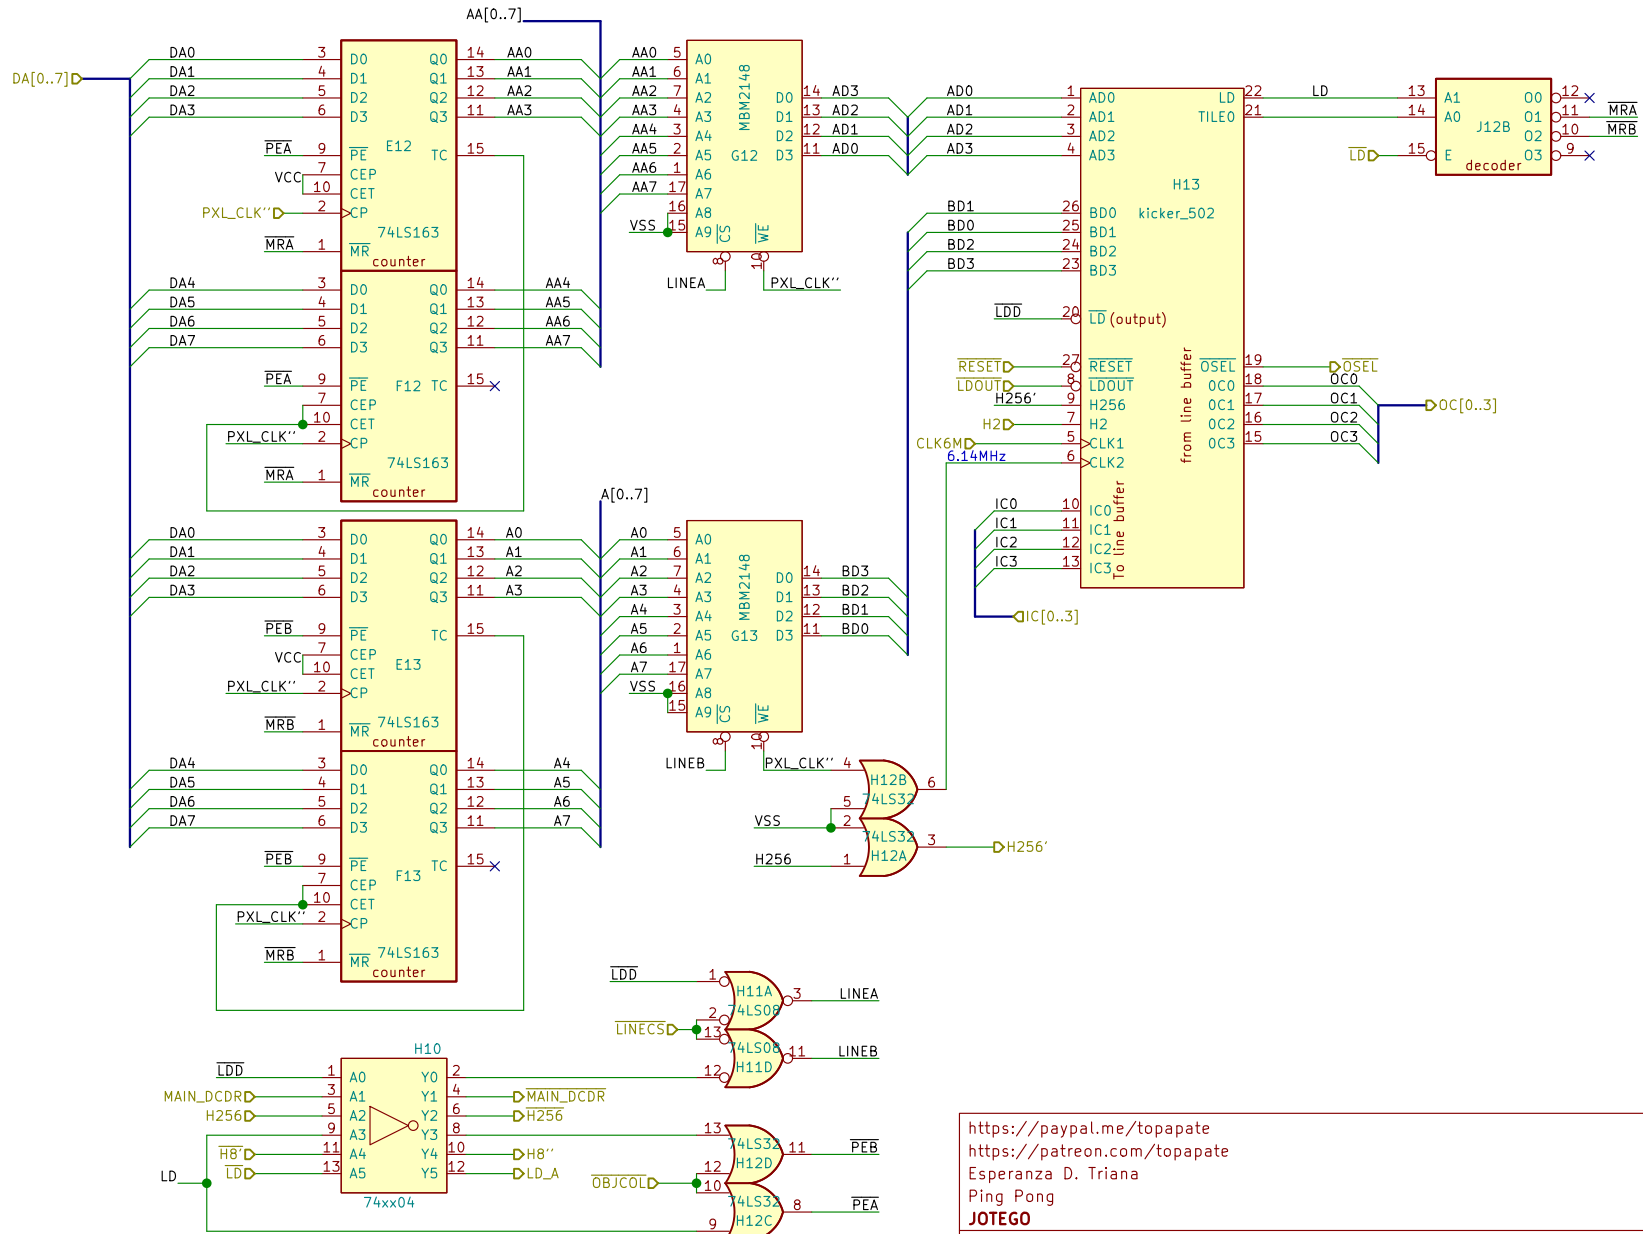 AA[0..7]
DA[0..7]
DA0 3 D0 Q0 14 AA0
DA1 4 D1 Q1 13 AA1
DA2 5 D2 Q2 12 AA2
DA3 6 D3 Q3 11 AA3
E12
PEA 9 PE TC 15
VCC 7 CEP
10 CET
PXL_CLK'' 2 CP
74LS163
MRA 1 MR
counter
DA4 3 D0 Q0 14 AA4
DA5 4 D1 Q1 13 AA5
DA6 5 D2 Q2 12 AA6
DA7 6 D3 Q3 11 AA7
PEA 9 PE F12 TC 15
7 CEP
10 CET
PXL_CLK'' 2 CP
74LS163
MRA 1 MR
counter
AA0 5 A0
AA1 6 A1
AA2 7 A2 D0 14 AD3
AA3 4 A3 D1 13 AD2
AA4 3 A4 D2 12 AD1
AA5 2 A5 G12 D3 11 AD0
MBM2148
AA6 1 A6
AA7 17 A7
16 A8
VSS 15 A9 CS WE
8 10
LINEA PXL_CLK''
AD0 1 AD0 LD 22 LD
AD1 2 AD1 TILE0 21
AD2 3 AD2
AD3 4 AD3
H13
kicker_502
BD1 26 BD0
BD0 25 BD1
BD2 24 BD2
BD3 23 BD3
LDD 20 LD (output)
RESET 27 RESET OSEL 19 OSEL
LDOUT 8 LDOUT OC0 18 OC0
H256' 9 H256 OC1 17 OC1
H2 7 H2 OC2 16 OC2
CLK6M 5 CLK1 OC3 15 OC3
6.14MHz 6 CLK2
from line buffer
OC[0..3]
IC0 10 IC0
IC1 11 IC1
IC2 12 IC2
IC3 13 IC3
To line buffer
IC[0..3]
13 A1 O0 12
14 A0 O1 11 MRA
J12B O2 10 MRB
LD 15 E O3 9
decoder
A[0..7]
DA0 3 D0 Q0 14 A0
DA1 4 D1 Q1 13 A1
DA2 5 D2 Q2 12 A2
DA3 6 D3 Q3 11 A3
PEB 9 PE TC 15
VCC 7 CEP E13
10 CET
PXL_CLK'' 2 CP
74LS163
MRB 1 MR
counter
DA4 3 D0 Q0 14 A4
DA5 4 D1 Q1 13 A5
DA6 5 D2 Q2 12 A6
DA7 6 D3 Q3 11 A7
PEB 9 PE TC 15
F13
7 CEP
10 CET
PXL_CLK'' 2 CP
74LS163
MRB 1 MR
counter
A0 5 A0
A1 6 A1
A2 7 A2 D0 14 BD3
A3 4 A3 D1 13 BD2
A4 3 A4 D2 12 BD1
A5 2 A5 G13 D3 11 BD0
MBM2148
A6 1 A6
A7 17 A7
VSS 16 A8
15 A9 CS WE
8 10
LINEB PXL_CLK'' 4
H12B 6
5 74LS32
VSS 2 74LS32 3 H256'
H256 1 H12A
LDD 1 H11A 3 LINEA
2 74LS08
LINECS 13 74LS08 11 LINEB
12 H11D
H10
LDD 1 A0 Y0 2
MAIN_DCDR 3 A1 Y1 4 MAIN_DCDR
H256 5 A2 Y2 6 H256
9 A3 Y3 8
H8' 11 A4 Y4 10 H8''
LD 13 A5 Y5 12 LD_A
LD
74xx04
13 74LS32 11 PEB
12 H12D
OBJCOL 10 74LS32 8 PEA
9 H12C
https://paypal.me/topapate
https://patreon.com/topapate
Esperanza D. Triana
Ping Pong
JOTEGO